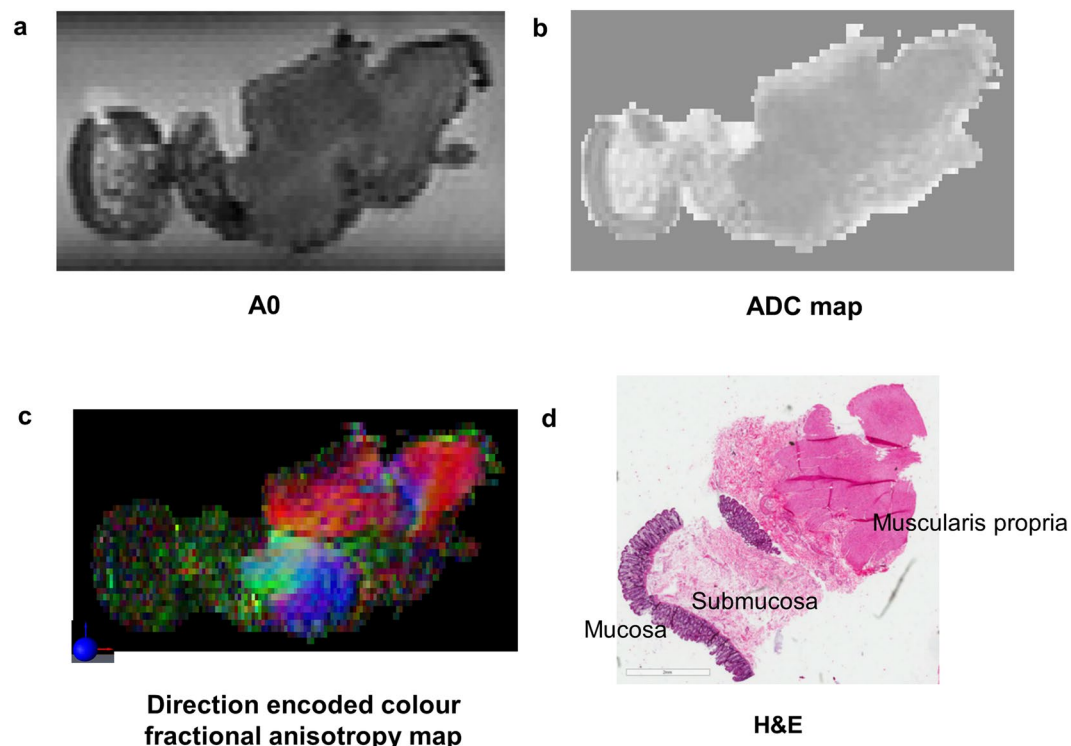 a
b
A0
ADC map
c
d
Muscularis propria
Submucosa
Mucosa
Direction encoded colour
fractional anisotropy map
H&E